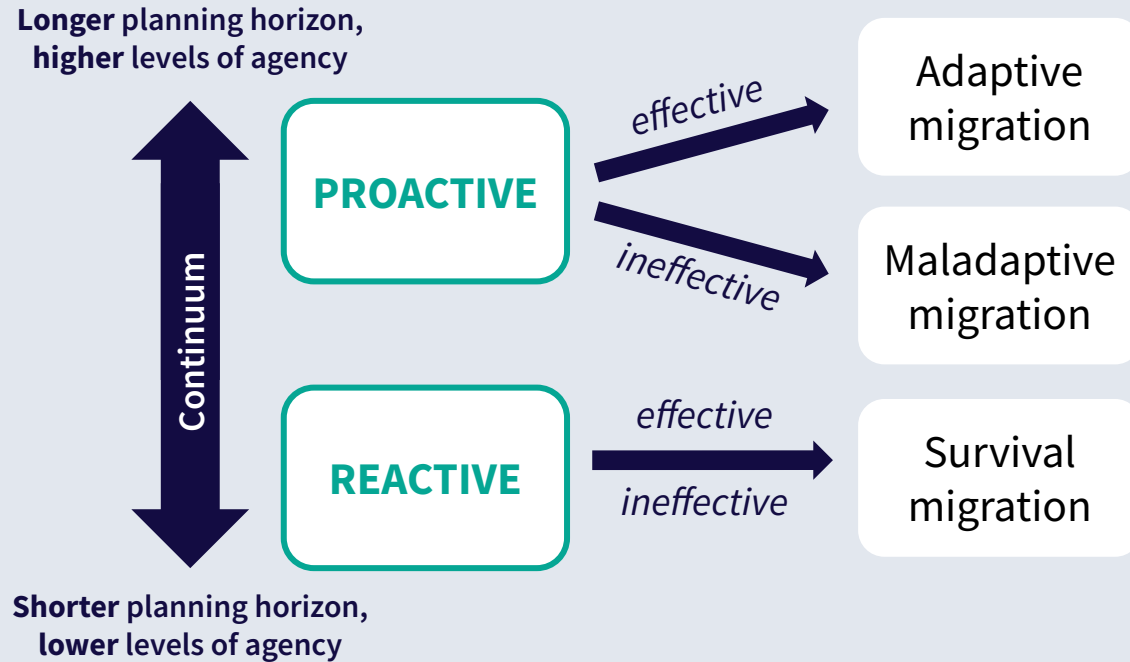 Longer planning horizon,
higher levels of agency
Continuum
PROACTIVE
effective
ineffective
Adaptive
migration
Maladaptive
migration
REACTIVE
effective
ineffective
Survival
migration
Shorter planning horizon,
lower levels of agency